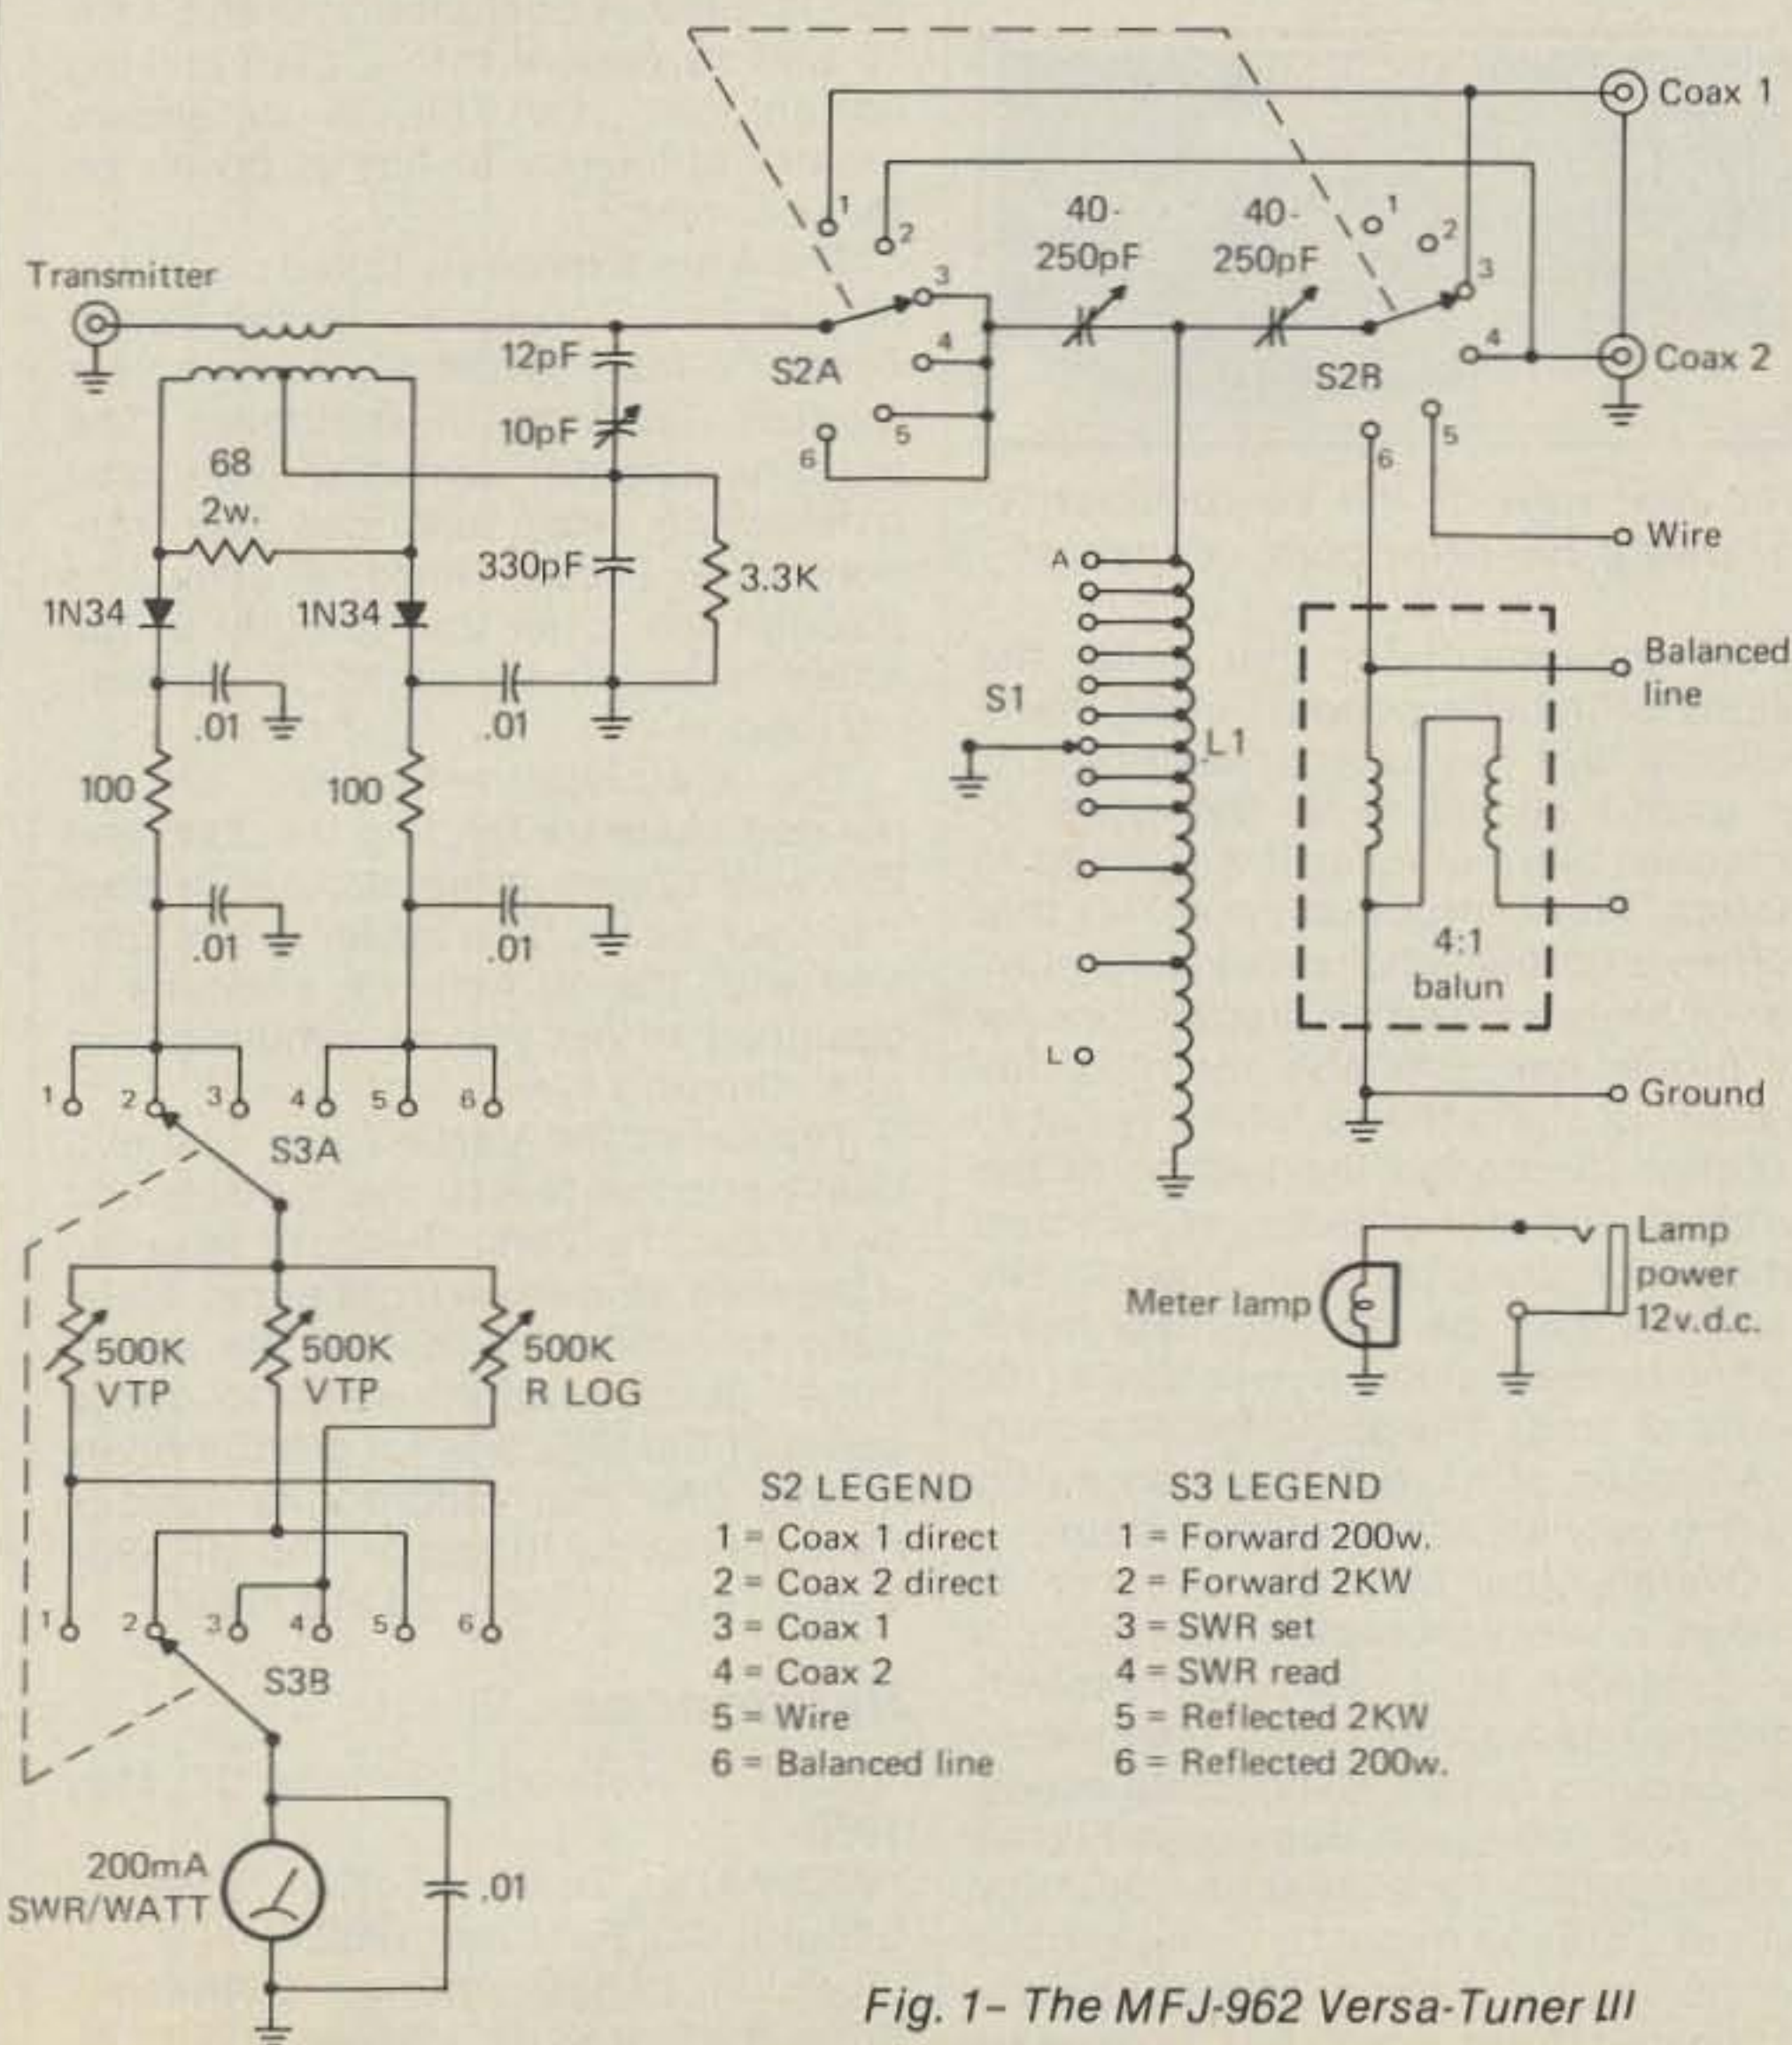 Coax 1
1
2
3
40-
250pF
40-
250pF
1
2
3
Transmitter
12pF
S2A
4
S2B
4
Coax 2
10pF
5
6
5
6
68
2w.
Wire
A
330pF
3.3K
1N34
1N34
Balanced
line
S1
.01
.01
L1
100
100
.01
.01
4:1
balun
L
1
2
3
4
5
6
Ground
S3A
Lamp
power
12v.d.c.
Meter lamp
500K
VTP
500K
VTP
500K
R LOG
S2 LEGEND
1 = Coax 1 direct
2 = Coax 2 direct
3 = Coax 1
4 = Coax 2
5 = Wire
6 = Balanced line
S3 LEGEND
1 = Forward 200w.
2 = Forward 2KW
3 = SWR set
4 = SWR read
5 = Reflected 2KW
6 = Reflected 200w.
1
2
3
4
5
6
S3B
200mA
SWR/WATT
.01
Fig. 1– The MFJ-962 Versa-Tuner III